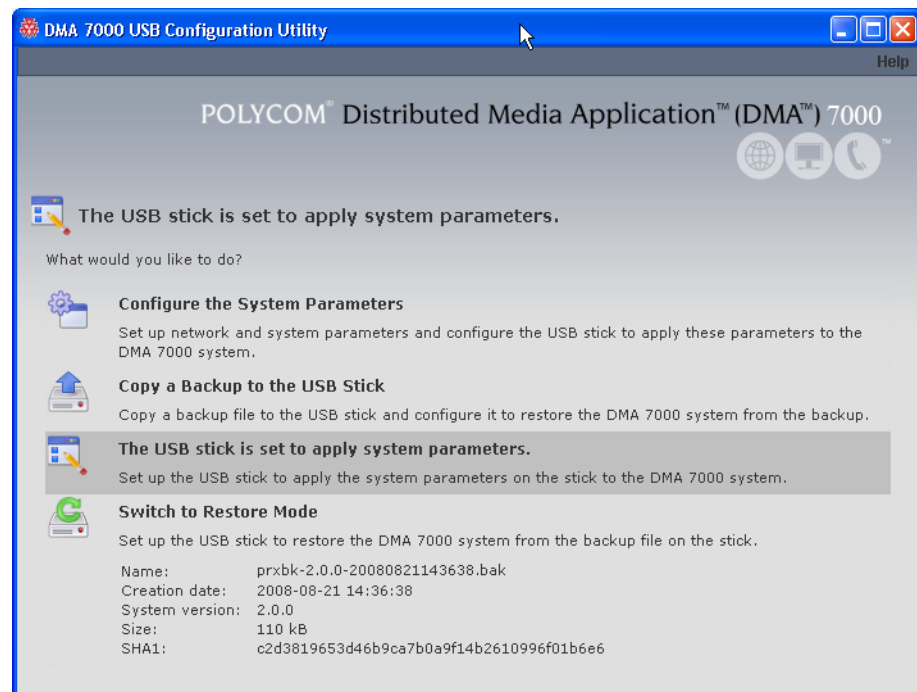 DMA 7000 USB Configuration Utility
Help
POLYCOM® Distributed Media Application™ (DMA™) 7000
™
The USB stick is set to apply system parameters.
What would you like to do?
Configure the System Parameters
Set up network and system parameters and configure the USB stick to apply these parameters to the
DMA 7000 system.
Copy a Backup to the USB Stick
Copy a backup file to the USB stick and configure it to restore the DMA 7000 system from the backup.
The USB stick is set to apply system parameters.
Set up the USB stick to apply the system parameters on the stick to the DMA 7000 system.
Switch to Restore Mode
Set up the USB stick to restore the DMA 7000 system from the backup file on the stick.
Name: prxbk-2.0.0-20080821143638.bak
Creation date: 2008-08-21 14:36:38
System version: 2.0.0
Size: 110 kB
SHA1: c2d3819653d46b9ca7b0a9f14b2610996f01b6e6